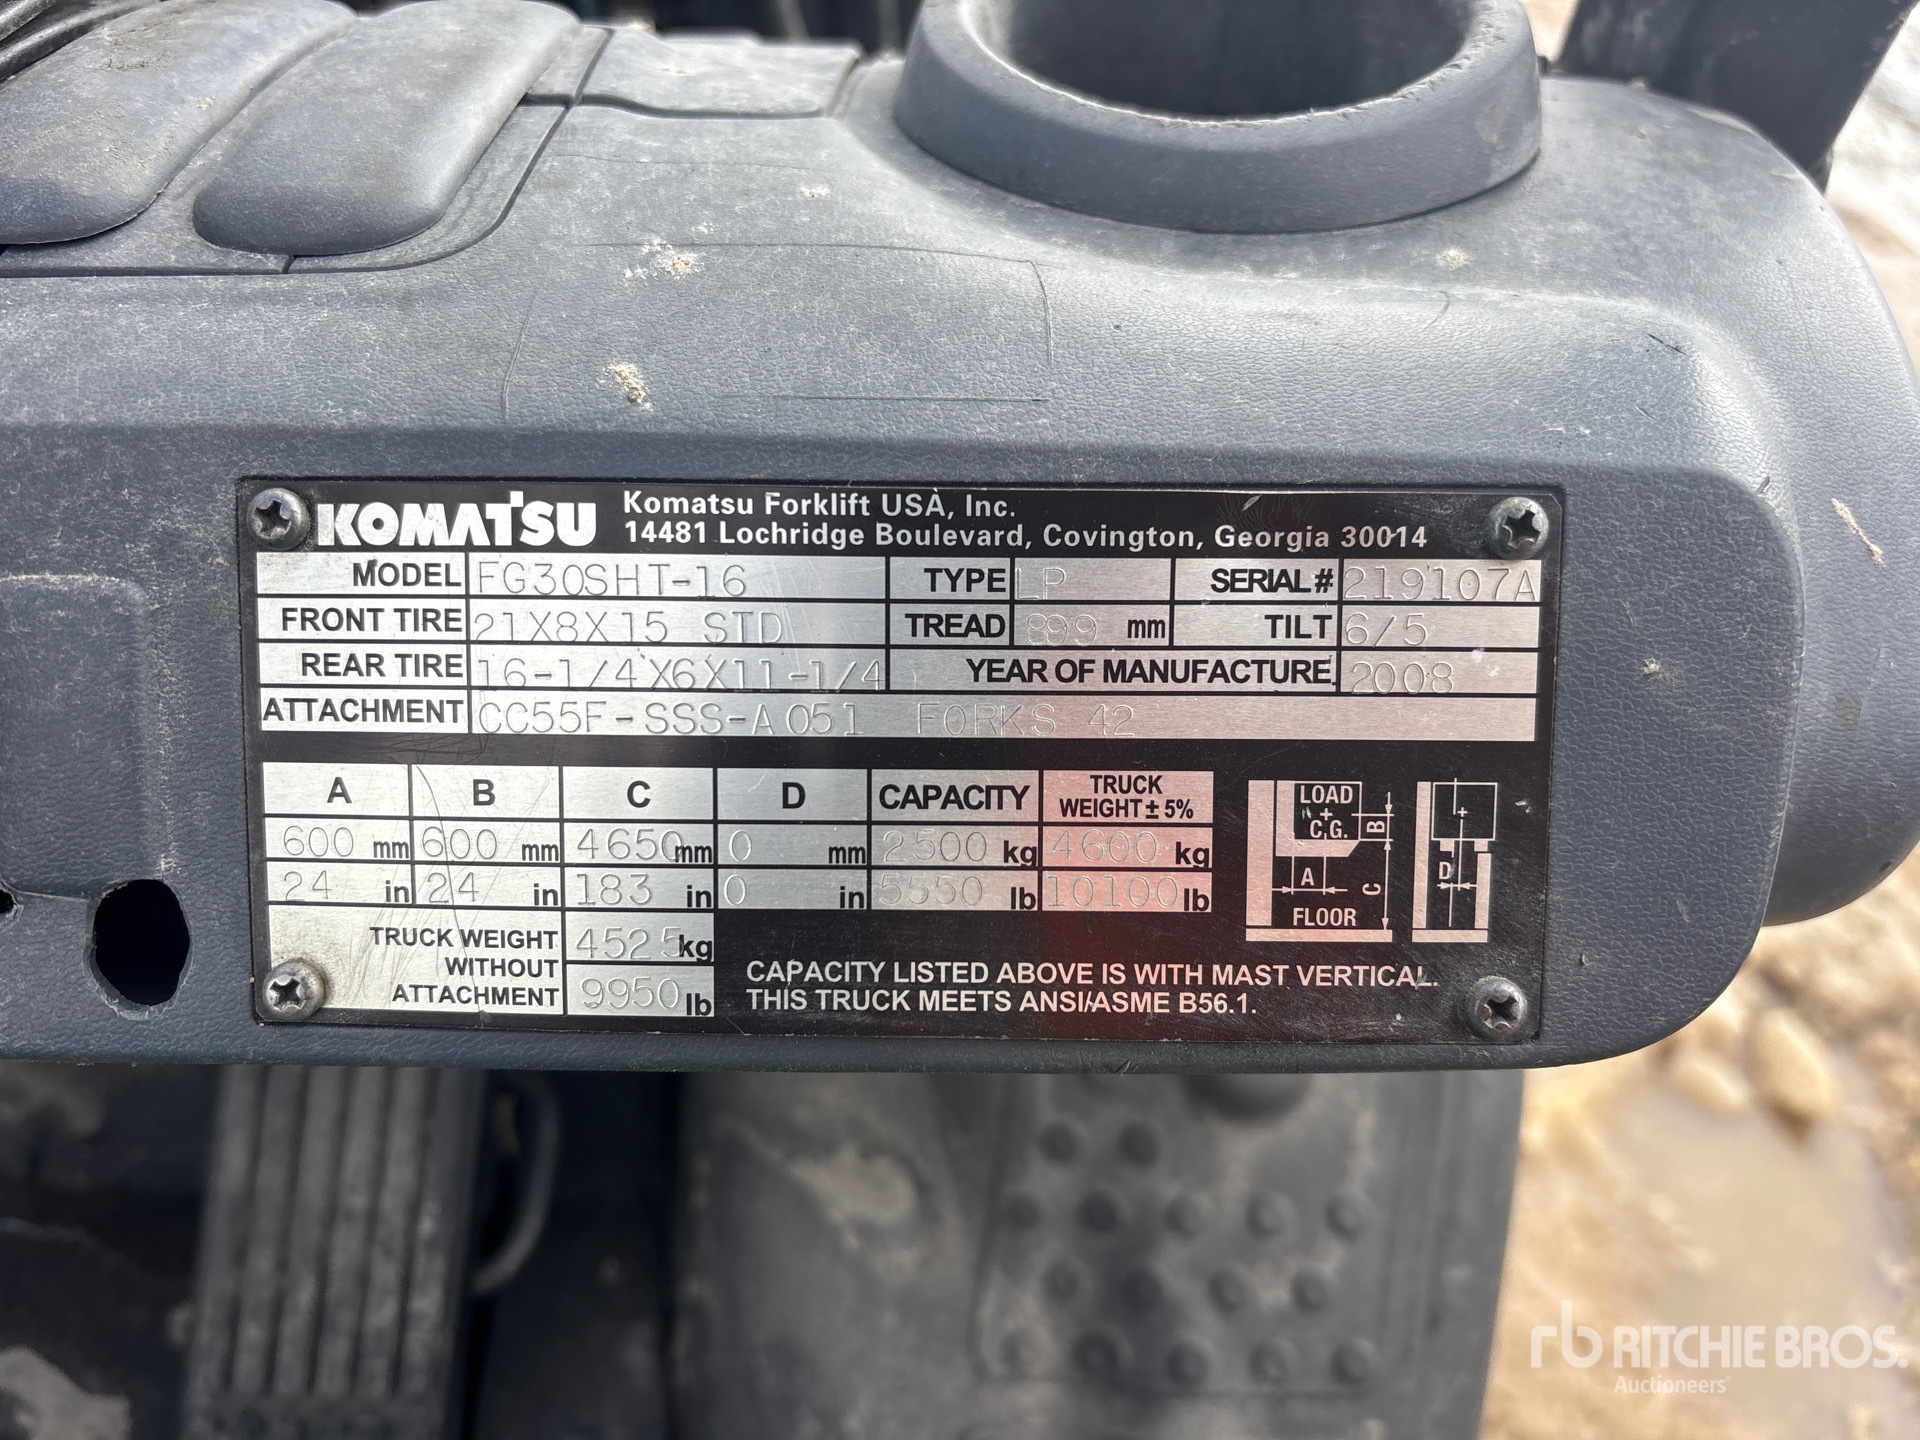 KOMATSU Komatsu Forklift USA, Inc.
14481 Lochridge Boulevard, Covington, Georgia 30014
MODEL FG30SHT-16 TYPE LP SERIAL# 219107A
FRONT TIRE 21X8X15 STD TREAD 899 mm TILT 6/5
REAR TIRE 16-1/4X6X11-1/4 YEAR OF MANUFACTURE 2008
ATTACHMENT CC55F-SSS-A051 FORKS 42
A B C D CAPACITY TRUCK WEIGHT ± 5%
600 mm 600 mm 4650 mm 0 mm 2500 kg 4600 kg
24 in 24 in 183 in 0 in 5550 lb 10100 lb
TRUCK WEIGHT WITHOUT ATTACHMENT 4525 kg
9950 lb
LOAD
C.G.
B
A
C
FLOOR
D
CAPACITY LISTED ABOVE IS WITH MAST VERTICAL.
THIS TRUCK MEETS ANSI/ASME B56.1.
rb RITCHIE BROS.
Auctioneers